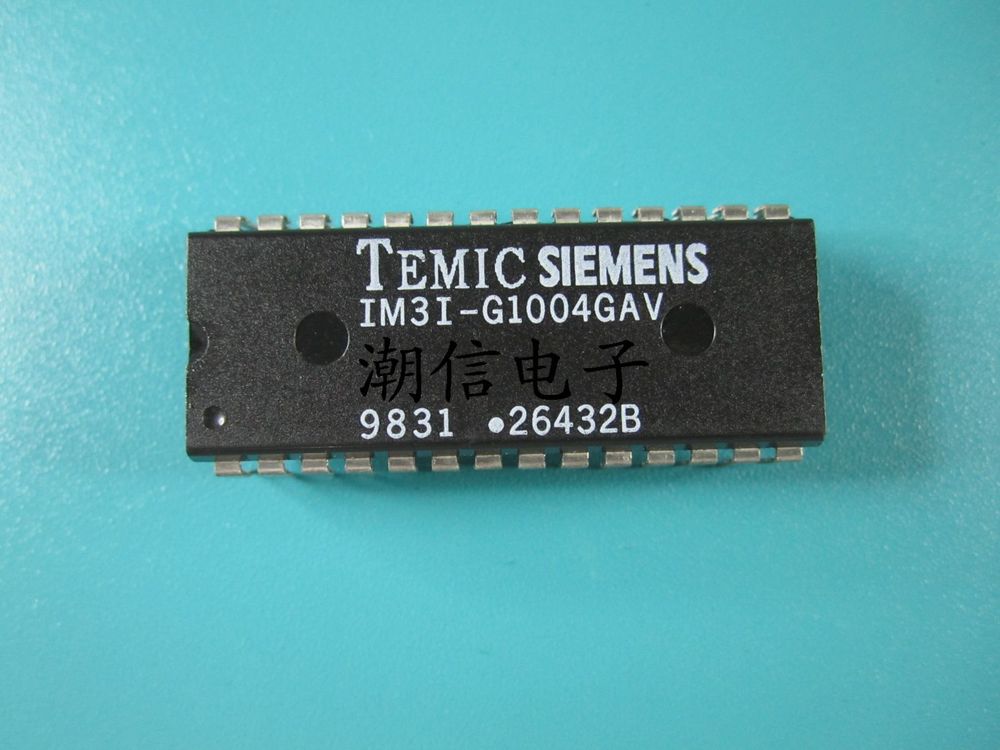 TEMIC SIEMENS
IM3I-G1004GAV
潮信电子
9831 •26432B